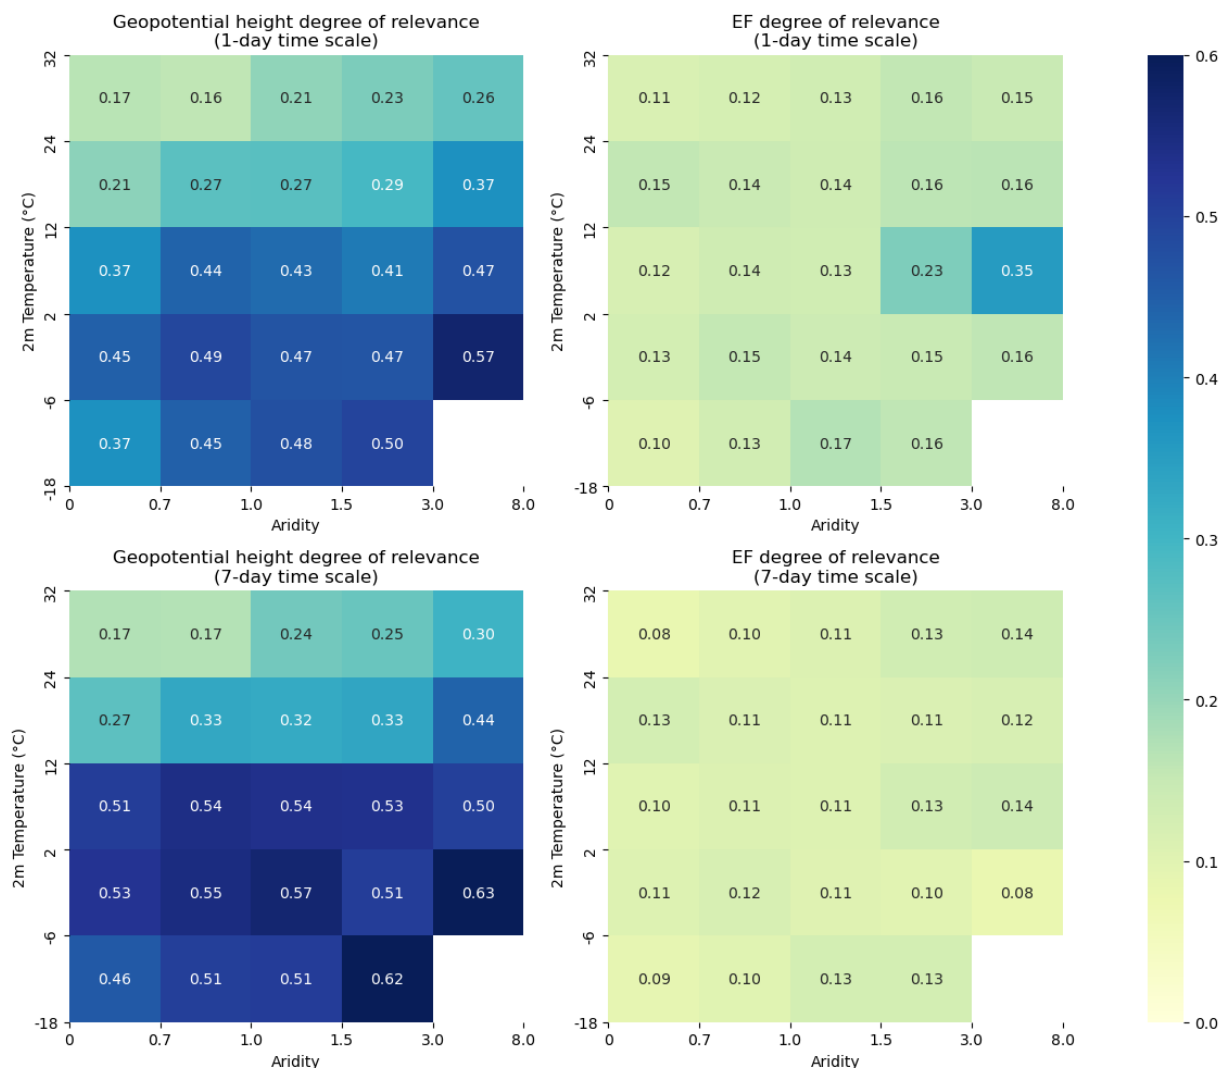 Geopotential height degree of relevance
(1-day time scale)
32
24
12
2
-6
-18
2m Temperature (°C)
0.17 0.16 0.21 0.23 0.26
0.21 0.27 0.27 0.29 0.37
0.37 0.44 0.43 0.41 0.47
0.45 0.49 0.47 0.47 0.57
0.37 0.45 0.48 0.50
0 0.7 1.0 1.5 3.0 8.0
Aridity
EF degree of relevance
(1-day time scale)
32
24
12
2
-6
-18
2m Temperature (°C)
0.11 0.12 0.13 0.16 0.15
0.15 0.14 0.14 0.16 0.16
0.12 0.14 0.13 0.23 0.35
0.13 0.15 0.14 0.15 0.16
0.10 0.13 0.17 0.16
0 0.7 1.0 1.5 3.0 8.0
Aridity
Geopotential height degree of relevance
(7-day time scale)
32
24
12
2
-6
-18
2m Temperature (°C)
0.17 0.17 0.24 0.25 0.30
0.27 0.33 0.32 0.33 0.44
0.51 0.54 0.54 0.53 0.50
0.53 0.55 0.57 0.51 0.63
0.46 0.51 0.51 0.62
0 0.7 1.0 1.5 3.0 8.0
Aridity
EF degree of relevance
(7-day time scale)
32
24
12
2
-6
-18
2m Temperature (°C)
0.08 0.10 0.11 0.13 0.14
0.13 0.11 0.11 0.11 0.12
0.10 0.11 0.11 0.13 0.14
0.11 0.12 0.11 0.10 0.08
0.09 0.10 0.13 0.13
0 0.7 1.0 1.5 3.0 8.0
Aridity
0.6
0.5
0.4
0.3
0.2
0.1
0.0